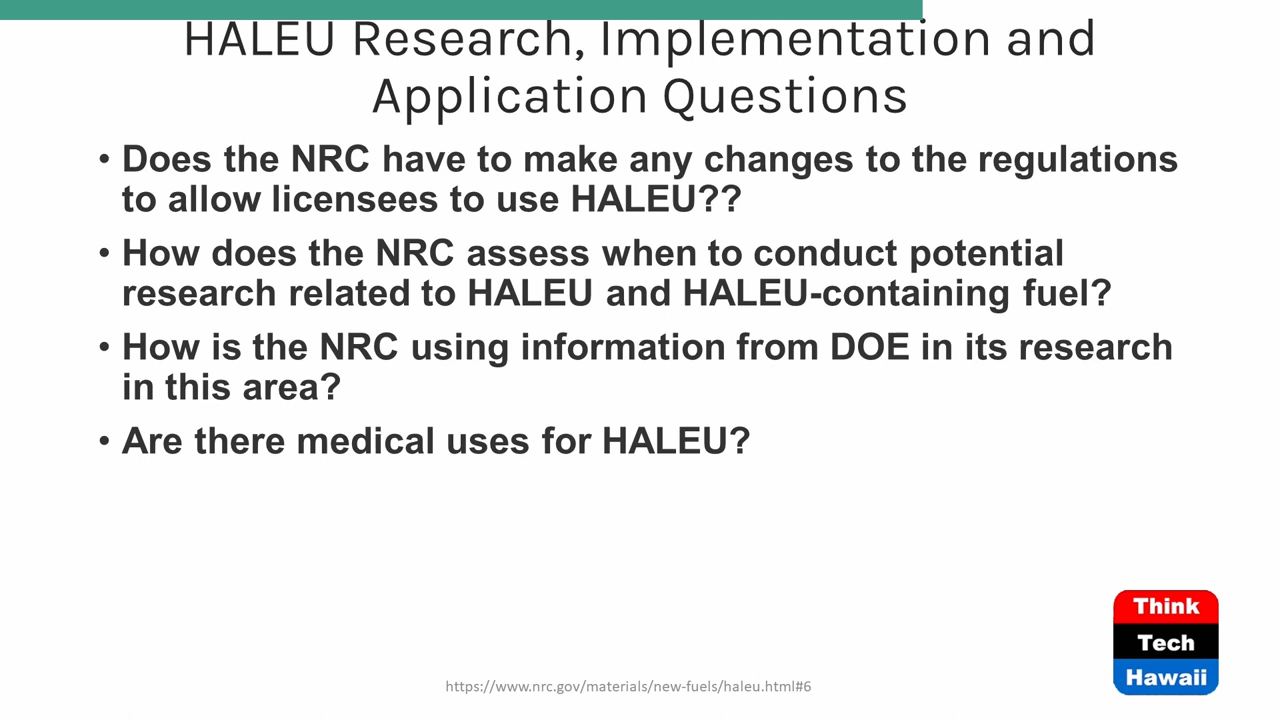 HALEU Research, Implementation and
Application Questions
• Does the NRC have to make any changes to the regulations
to allow licensees to use HALEU??
• How does the NRC assess when to conduct potential
research related to HALEU and HALEU-containing fuel?
• How is the NRC using information from DOE in its research
in this area?
• Are there medical uses for HALEU?
Think
Tech
Hawaii
https://www.nrc.gov/materials/new-fuels/haleu.html#6